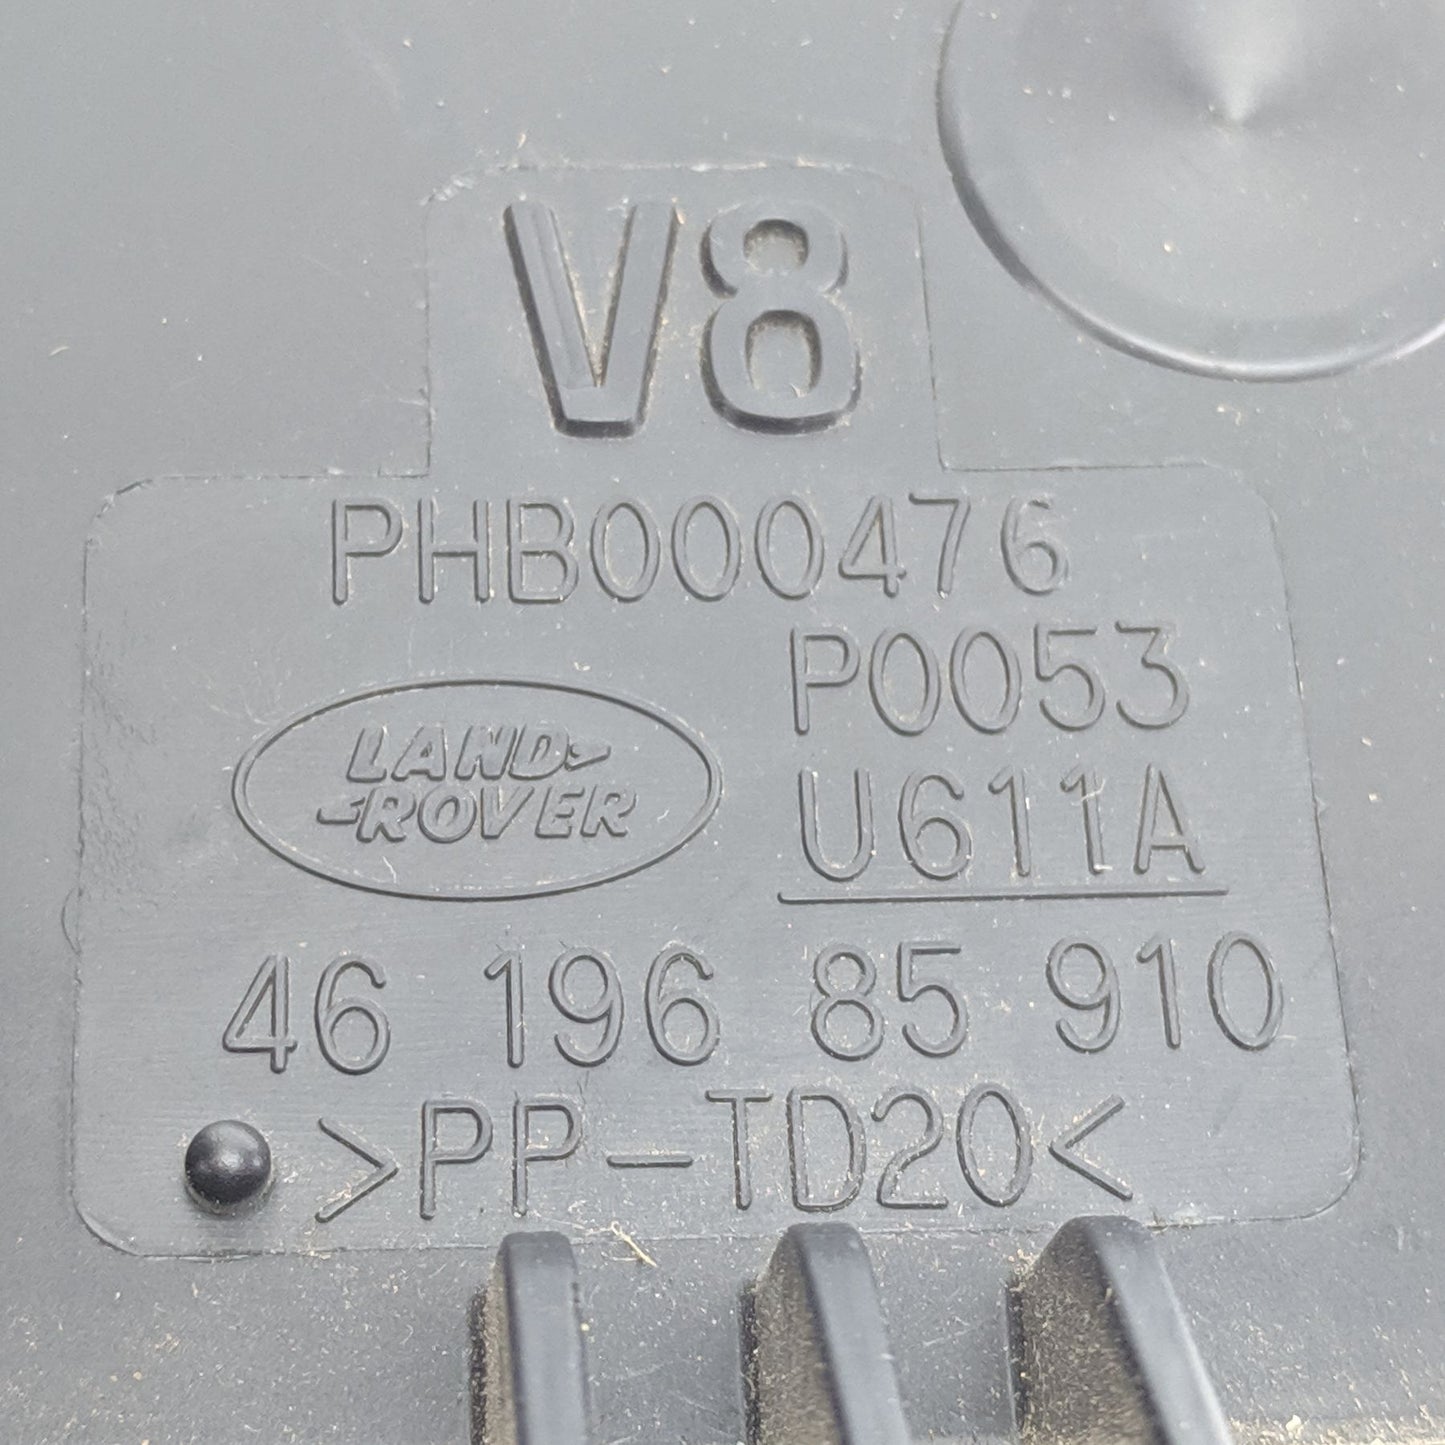 V8
PHB000476
P0053
LAND-
-ROVER
U611A
46 196 85 910
>PP-TD20<